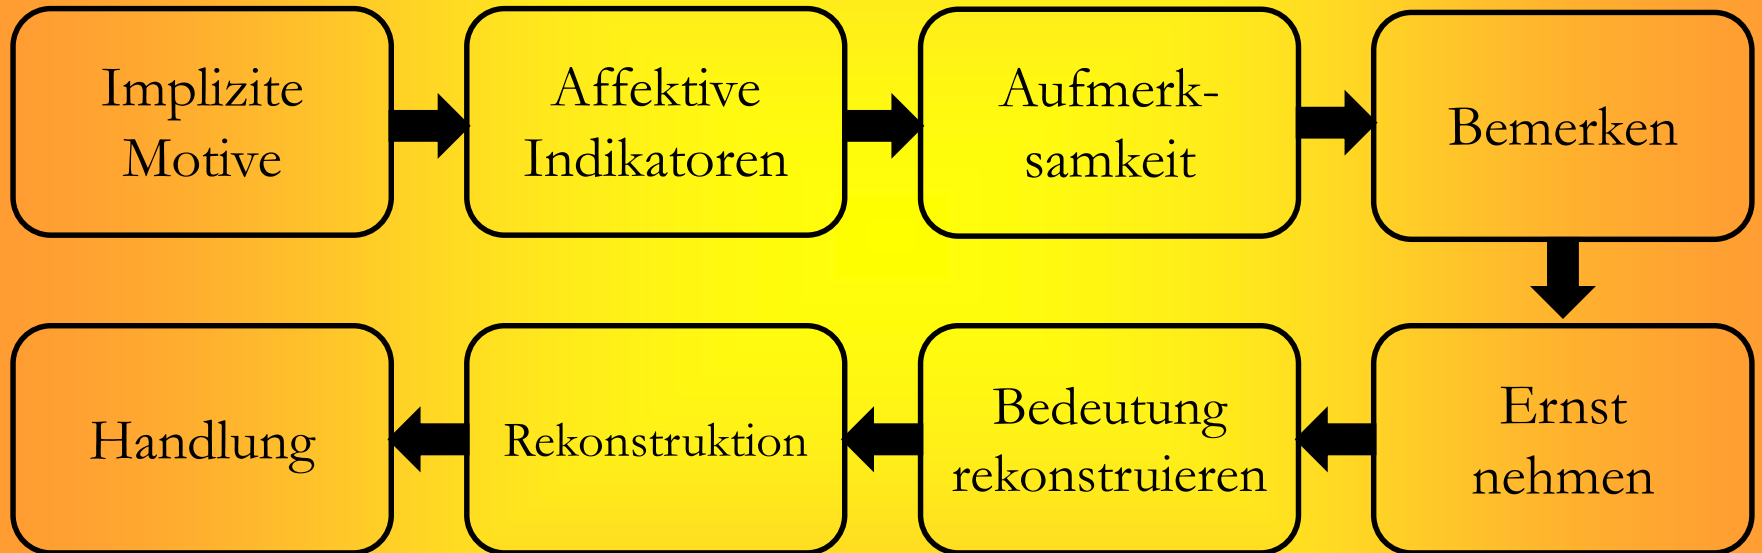 Implizite
Motive
Affektive
Indikatoren
Aufmerk-
samkeit
Bemerken
Ernst
nehmen
Bedeutung
rekonstruieren
Rekonstruktion
Handlung